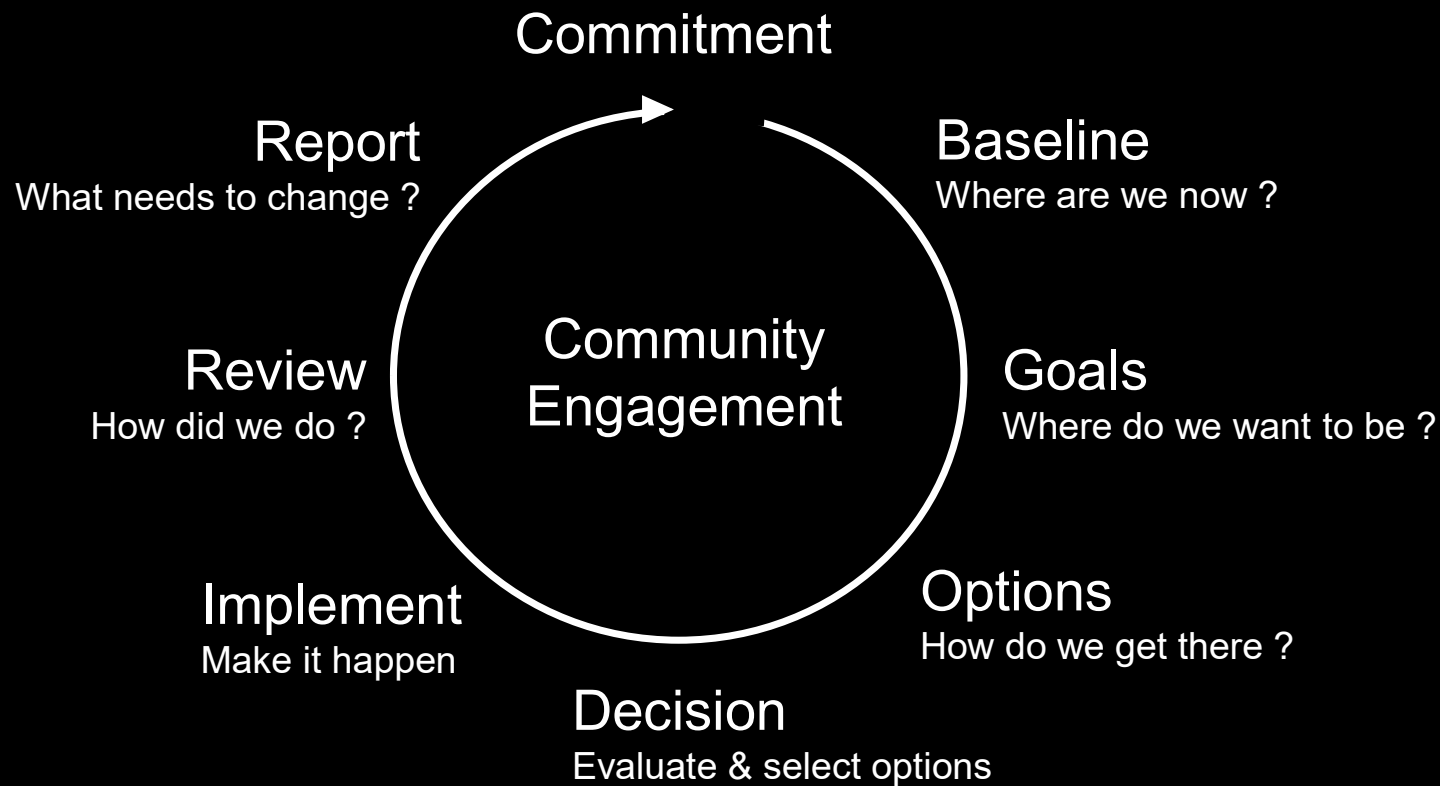 Commitment
Baseline
Where are we now ?
Goals
Where do we want to be ?
Options
How do we get there ?
Decision
Evaluate & select options
Implement
Make it happen
Review
How did we do ?
Report
What needs to change ?
Community
Engagement